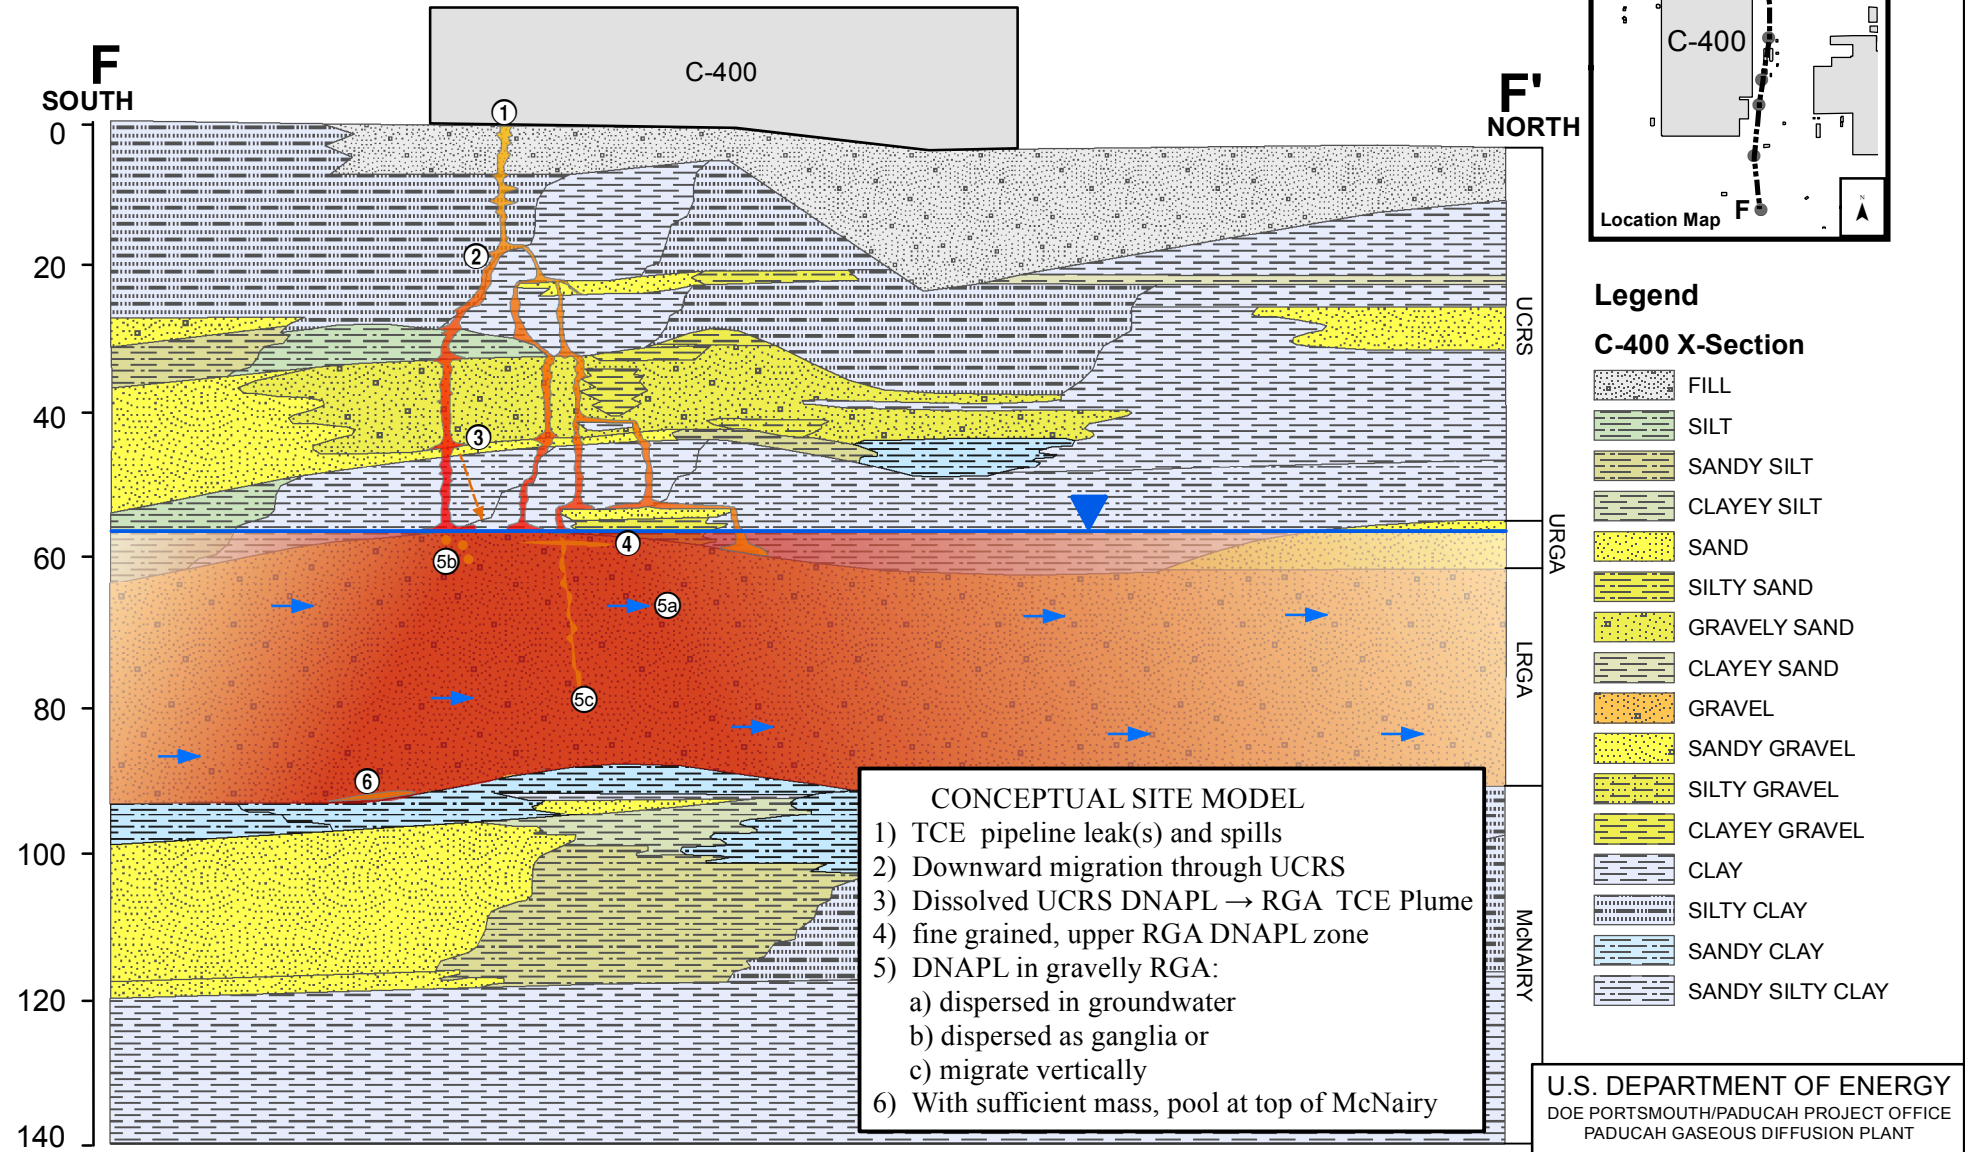 F
SOUTH
C-400
F'
NORTH
0
20
40
60
80
100
120
140
1
2
3
4
5b
5a
5c
6
UCRS
URGA
LRGA
McNAIRY
CONCEPTUAL SITE MODEL
1) TCE pipeline leak(s) and spills
2) Downward migration through UCRS
3) Dissolved UCRS DNAPL → RGA TCE Plume
4) fine grained, upper RGA DNAPL zone
5) DNAPL in gravelly RGA:
a) dispersed in groundwater
b) dispersed as ganglia or
c) migrate vertically
6) With sufficient mass, pool at top of McNairy
C-400
Location Map
F
N
Legend
C-400 X-Section
FILL
SILT
SANDY SILT
CLAYEY SILT
SAND
SILTY SAND
GRAVELY SAND
CLAYEY SAND
GRAVEL
SANDY GRAVEL
SILTY GRAVEL
CLAYEY GRAVEL
CLAY
SILTY CLAY
SANDY CLAY
SANDY SILTY CLAY
U.S. DEPARTMENT OF ENERGY
DOE PORTSMOUTH/PADUCAH PROJECT OFFICE
PADUCAH GASEOUS DIFFUSION PLANT